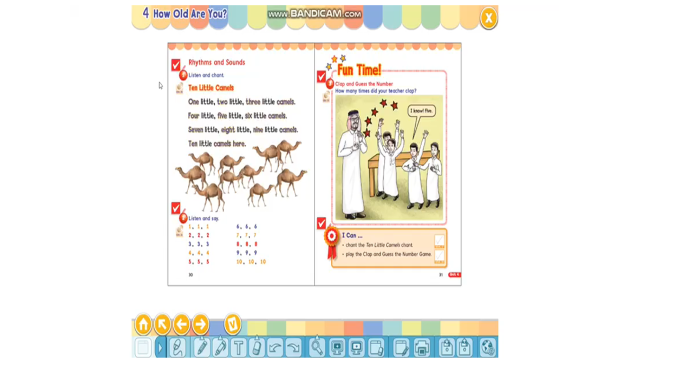 4 How Old Are You?
www.BANDICAM.com
Rhythms and Sounds
Listen and chant.
Ten Little Camels
One little, two little, three little camels.
Four little, five little, six little camels.
Seven little, eight little, nine little camels.
Ten little camels here.
Listen and say.
1, 1, 1
2, 2, 2
3, 3, 3
4, 4, 4
5, 5, 5
6, 6, 6
7, 7, 7
8, 8, 8
9, 9, 9
10, 10, 10
30
Fun Time!
Clap and Guess the Number
How many times did your teacher clap?
I know! Five.
I Can ...
• chant the Ten Little Camels chant.
• play the Clap and Guess the Number Game.
31